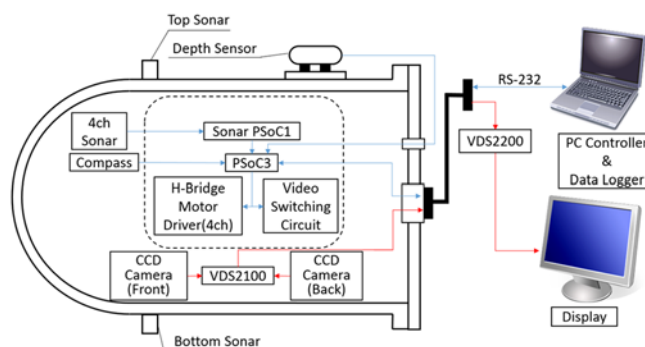 Top Sonar
Depth Sensor
4ch
Sonar
Sonar PSoC1
Compass
PSoC3
H-Bridge
Motor
Driver(4ch)
Video
Switching
Circuit
CCD
Camera
(Front)
VDS2100
CCD
Camera
(Back)
Bottom Sonar
RS-232
VDS2200
PC Controller
&
Data Logger
Display